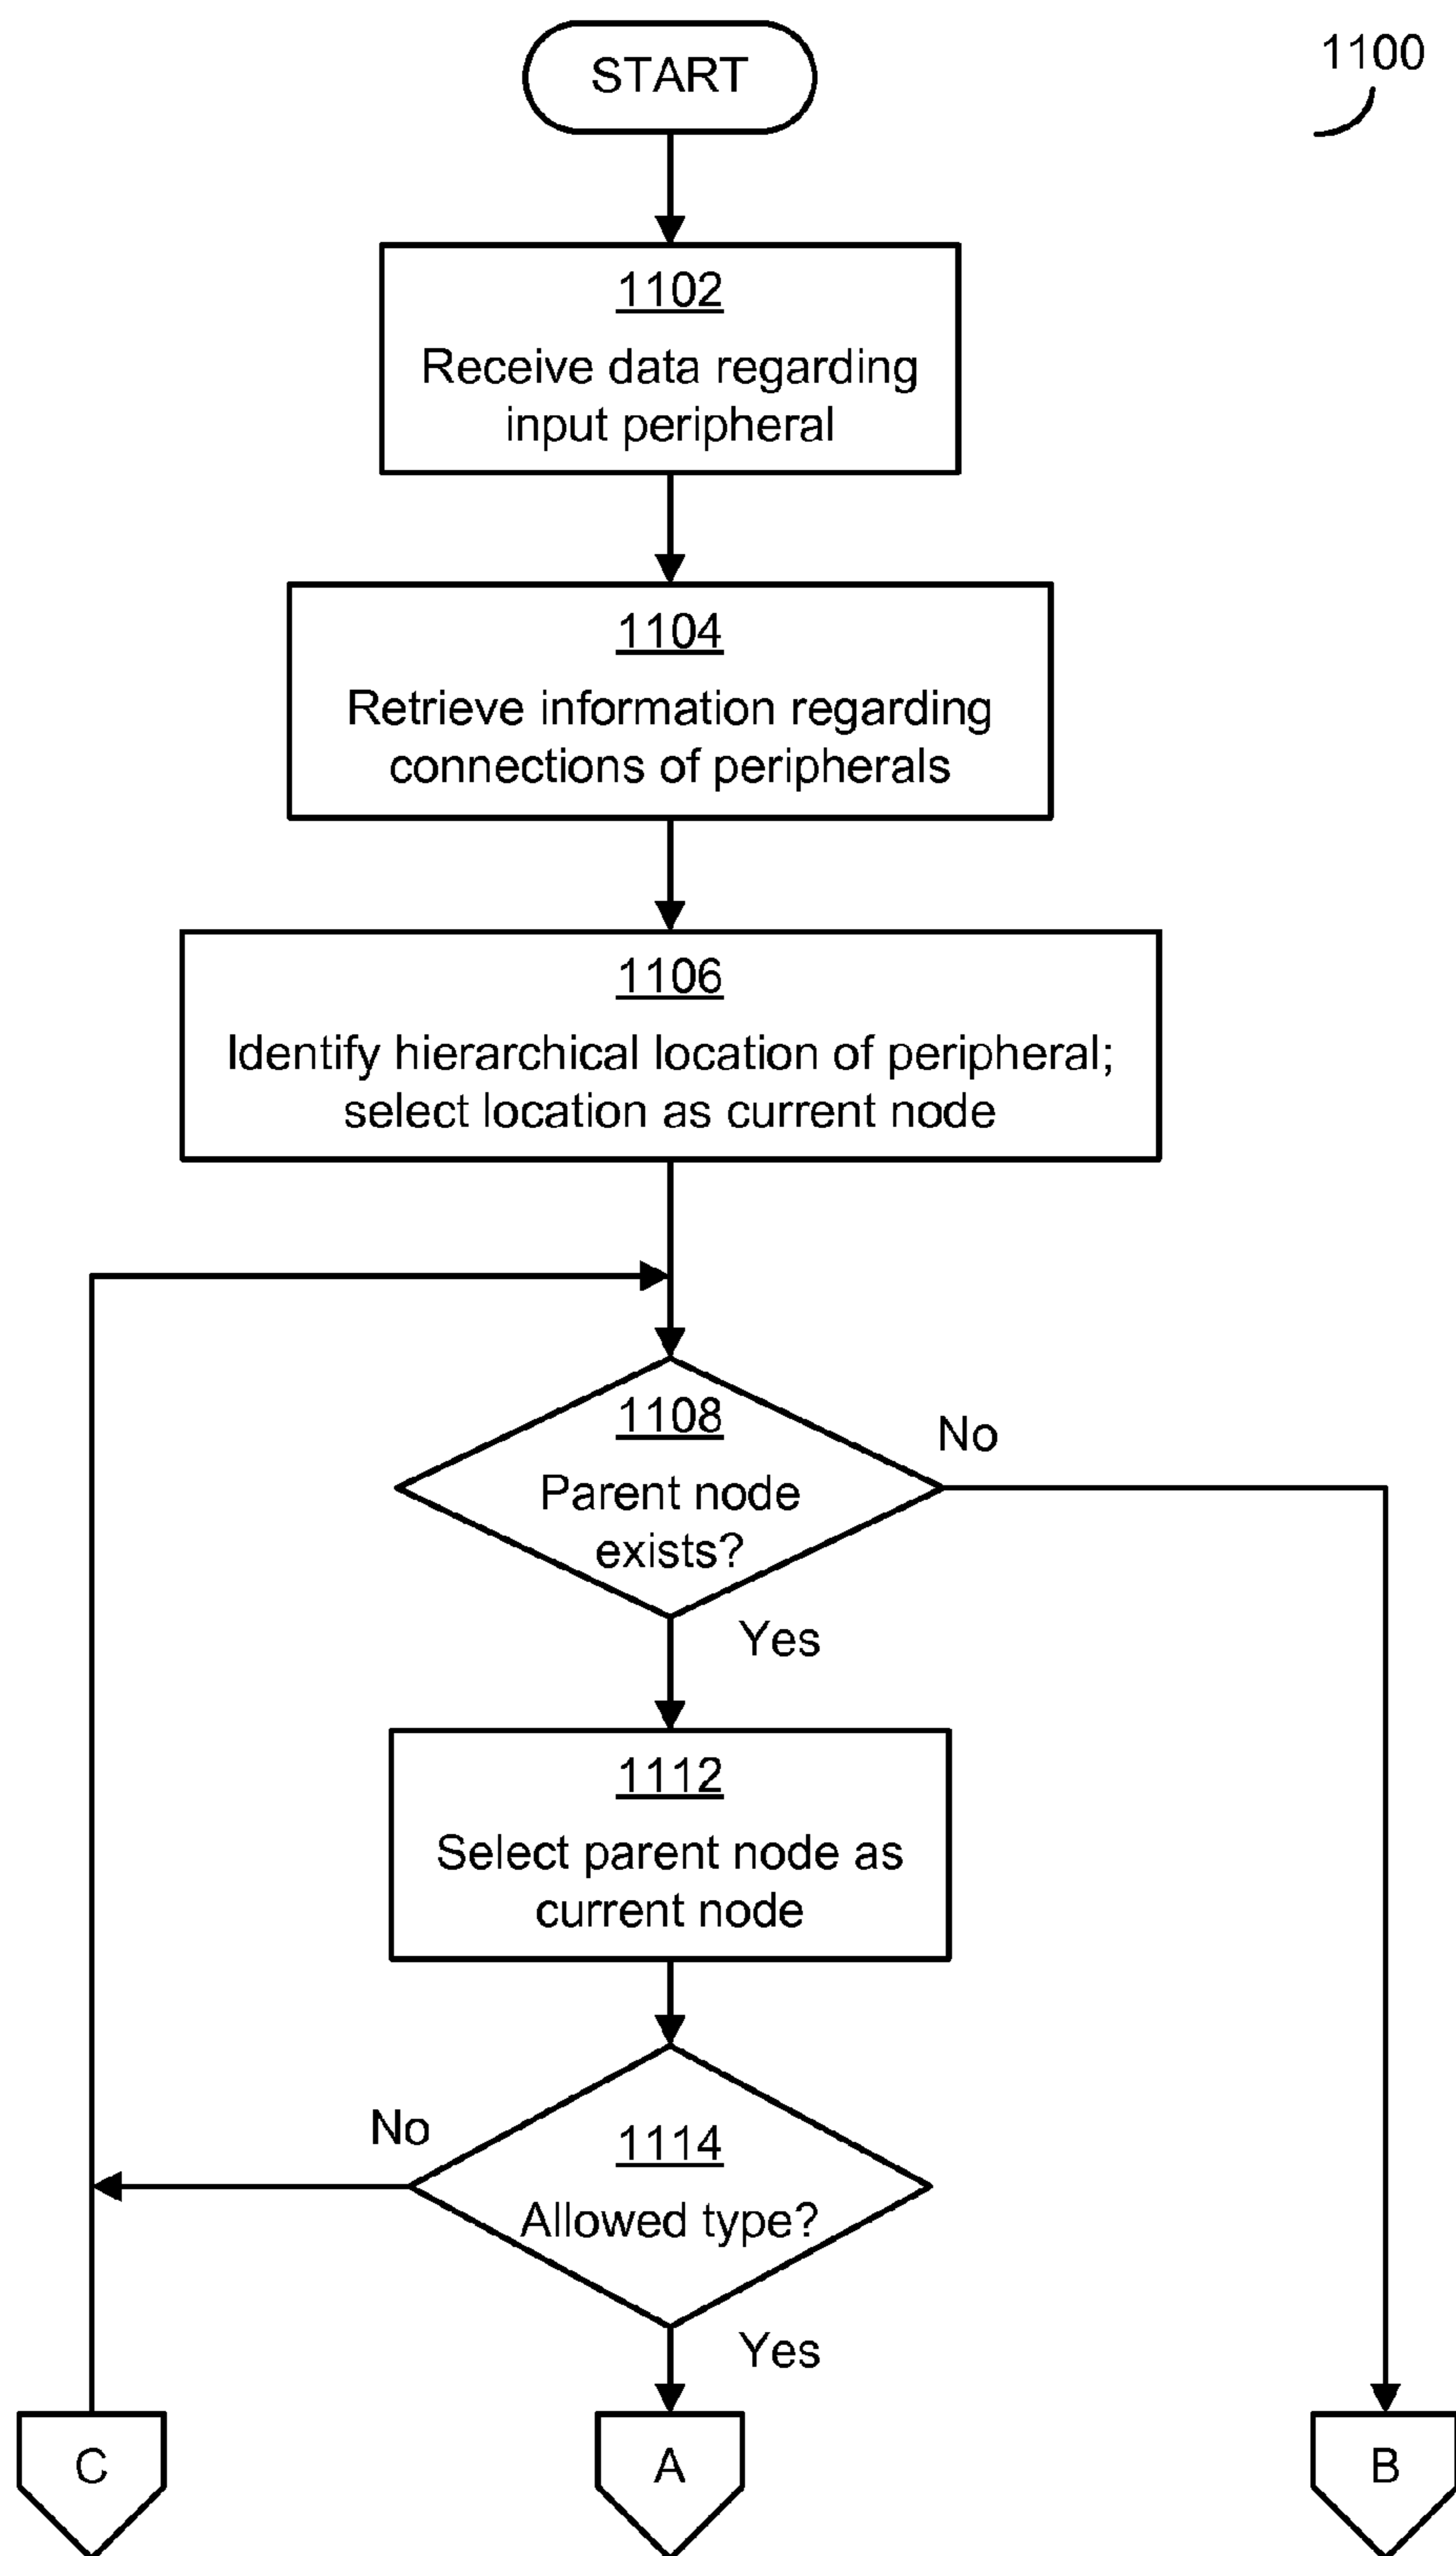 START
1100
1102
Receive data regarding
input peripheral
1104
Retrieve information regarding
connections of peripherals
1106
Identify hierarchical location of peripheral;
select location as current node
1108
Parent node
exists?
No
Yes
1112
Select parent node as
current node
No
1114
Allowed type?
Yes
C
A
B